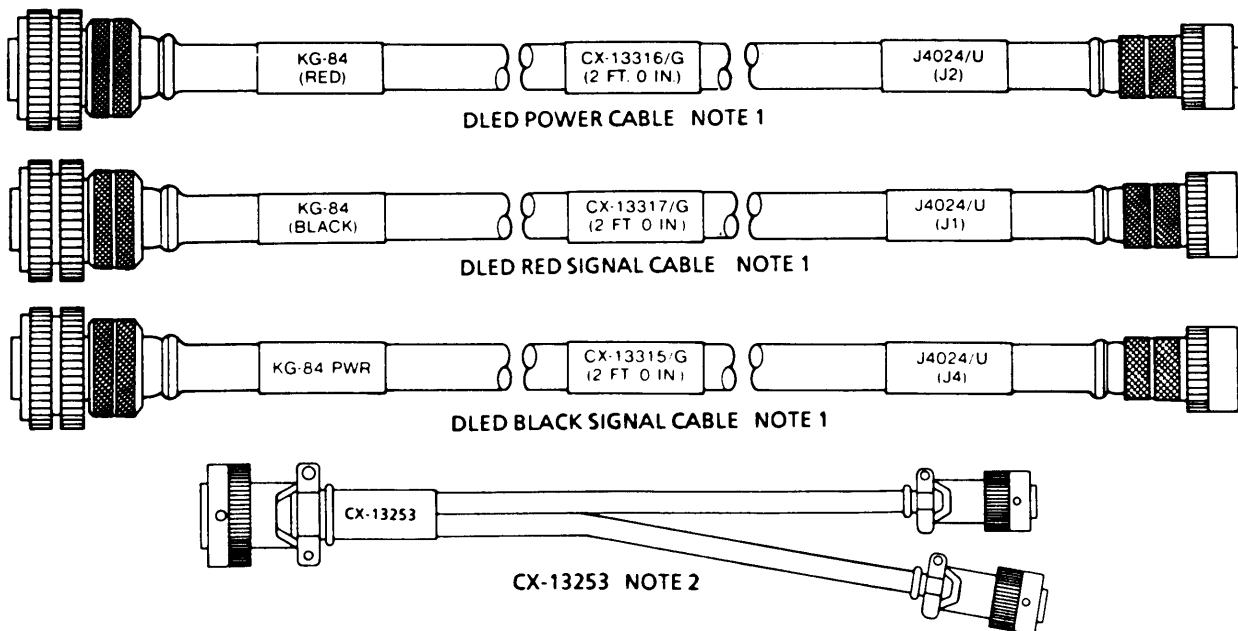 KG-84
(RED)
CX-13316/G
(2 FT. 0 IN.)
J4024/U
(J2)
DLED POWER CABLE NOTE 1
KG-84
(BLACK)
CX-13317/G
(2 FT 0 IN)
J4024/U
(J1)
DLED RED SIGNAL CABLE NOTE 1
KG-84 PWR
CX-13315/G
(2 FT 0 IN)
J4024/U
(J4)
DLED BLACK SIGNAL CABLE NOTE 1
CX-13253
CX-13253 NOTE 2